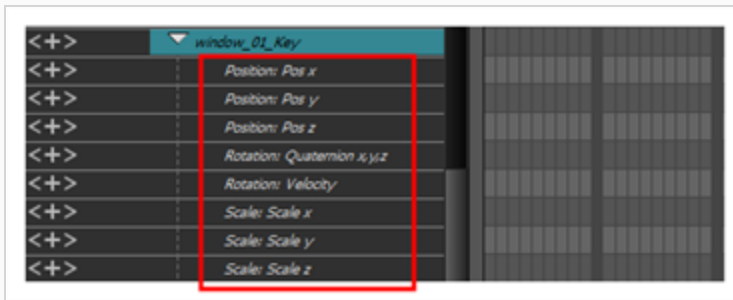 <+> window_01_Key
<+> Position: Pos x
<+> Position: Pos y
<+> Position: Pos z
<+> Rotation: Quaternion x,y,z
<+> Rotation: Velocity
<+> Scale: Scale x
<+> Scale: Scale y
<+> Scale: Scale z